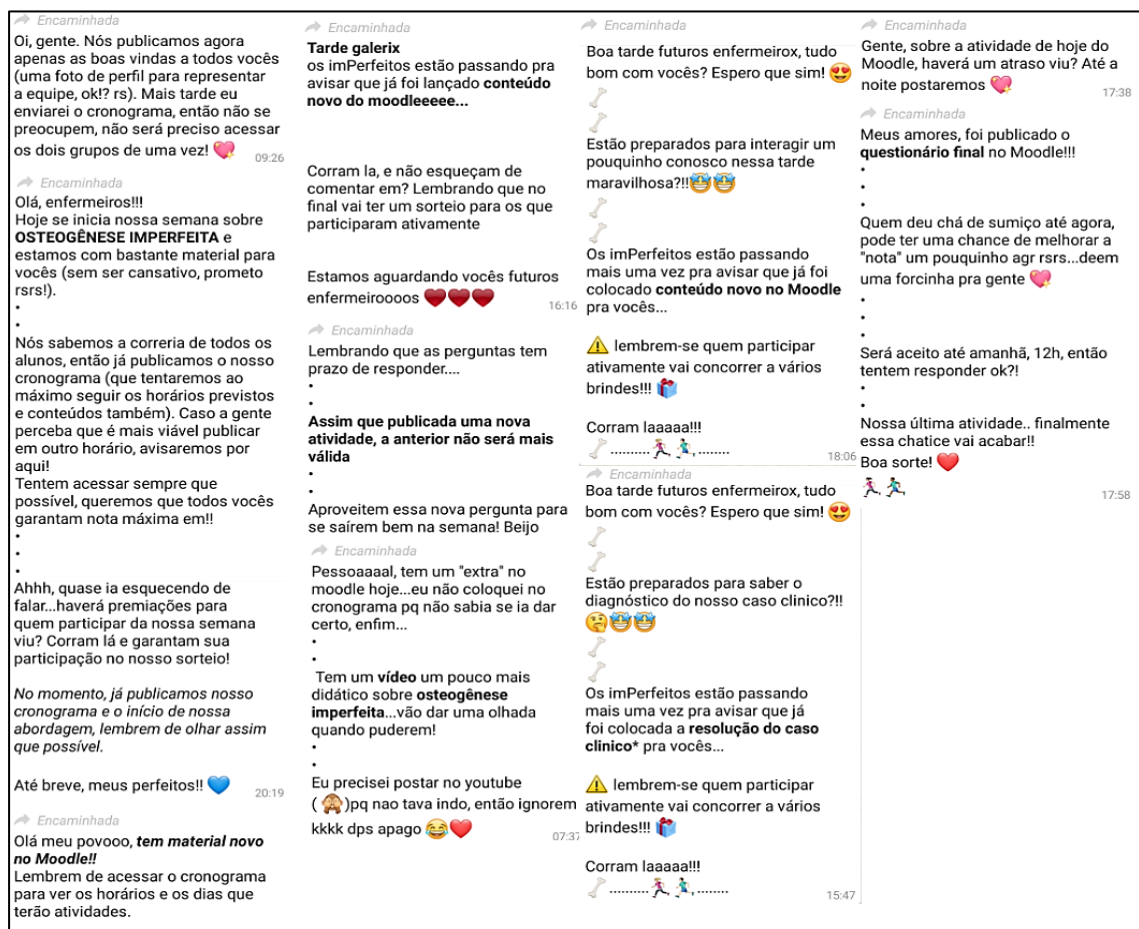 Encaminhada
Oi, gente. Nós publicamos agora
apenas as boas vindas a todos vocês
(uma foto de perfil para representar
a equipe, ok!? rs). Mais tarde eu
enviarei o cronograma, então não se
preocupem, não será preciso acessar
os dois grupos de uma vez! 💘
09:26
Encaminhada
Olá, enfermeiros!!!
Hoje se inicia nossa semana sobre
OSTEOGÊNESE IMPERFEITA e
estamos com bastante material para
vocês (sem ser cansativo, prometo
rsrs!).
•
•
Nós sabemos a correria de todos os
alunos, então já publicamos o nosso
cronograma (que tentaremos ao
máximo seguir os horários previstos
e conteúdos também). Caso a gente
perceba que é mais viável publicar
em outro horário, avisaremos por
aqui!
Tentem acessar sempre que
possível, queremos que todos vocês
garantam nota máxima em!!
•
•
•
Ahhh, quase ia esquecendo de
falar...haverá premiações para
quem participar da nossa semana
viu? Corram lá e garantam sua
participação no nosso sorteio!
No momento, já publicamos nosso
cronograma e o início de nossa
abordagem, lembrem de olhar assim
que possível.
Até breve, meus perfeitos!! 💙
20:19
Encaminhada
Olá meu povooo, tem material novo
no Moodle!!
Lembrem de acessar o cronograma
para ver os horários e os dias que
terão atividades.
Encaminhada
Tarde galerix
os imPerfeitos estão passando pra
avisar que já foi lançado conteúdo
novo do moodleeeee...
Corram la, e não esqueçam de
comentar em? Lembrando que no
final vai ter um sorteio para os que
participaram ativamente
Estamos aguardando vocês futuros
enfermeiroooos ❤️❤️❤️
16:16
Encaminhada
Lembrando que as perguntas tem
prazo de responder....
•
•
Assim que publicada uma nova
atividade, a anterior não será mais
válida
•
•
Aproveitem essa nova pergunta para
se saírem bem na semana! Beijo
Encaminhada
Pessoaaaal, tem um "extra" no
moodle hoje...eu não coloquei no
cronograma pq não sabia se ia dar
certo, enfim...
•
•
Tem um vídeo um pouco mais
didático sobre osteogênese
imperfeita...vão dar uma olhada
quando puderem!
•
•
Eu precisei postar no youtube
( 🙈 )pq nao tava indo, então ignorem
kkkk dps apago 😂❤️
07:37
Encaminhada
Boa tarde futuros enfermeirox, tudo
bom com vocês? Espero que sim! 😍
🦴
🦴
Estão preparados para interagir um
pouquinho conosco nessa tarde
maravilhosa?!!🤩🤩
🦴
🦴
Os imPerfeitos estão passando
mais uma vez pra avisar que já foi
colocado conteúdo novo no Moodle
pra vocês...
⚠️ lembrem-se quem participar
ativamente vai concorrer a vários
brindes!!! 🎁
Corram laaaaa!!!
🦴..........🏃‍♀️🏃‍♂️........
18:06
Encaminhada
Boa tarde futuros enfermeirox, tudo
bom com vocês? Espero que sim! 😍
🦴
🦴
Estão preparados para saber o
diagnóstico do nosso caso clinico?!!
🤔🤩🤩
🦴
🦴
Os imPerfeitos estão passando
mais uma vez pra avisar que já
foi colocada a resolução do caso
clinico* pra vocês...
⚠️ lembrem-se quem participar
ativamente vai concorrer a vários
brindes!!! 🎁
Corram laaaaa!!!
🦴..........🏃‍♀️🏃‍♂️........
15:47
Encaminhada
Gente, sobre a atividade de hoje do
Moodle, haverá um atraso viu? Até a
noite postaremos 💖
17:38
Encaminhada
Meus amores, foi publicado o
questionário final no Moodle!!!
•
•
•
Quem deu chá de sumiço até agora,
pode ter uma chance de melhorar a
"nota" um pouquinho agr rsrs...deem
uma forcinha pra gente 💖
•
•
•
Será aceito até amanhã, 12h, então
tentem responder ok?!
•
•
Nossa última atividade.. finalmente
essa chatice vai acabar!!
Boa sorte! ❤️
🏃‍♀️🏃‍♂️
17:58